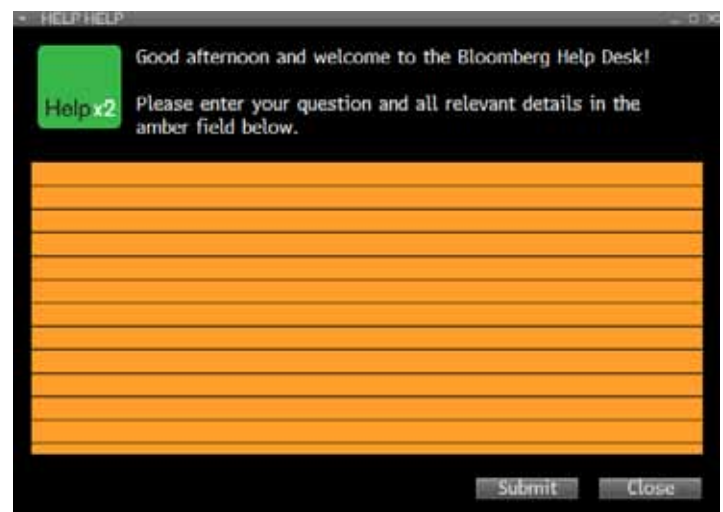 HELP HELP
Good afternoon and welcome to the Bloomberg Help Desk!
Help x2
Please enter your question and all relevant details in the
amber field below.
Submit
Close